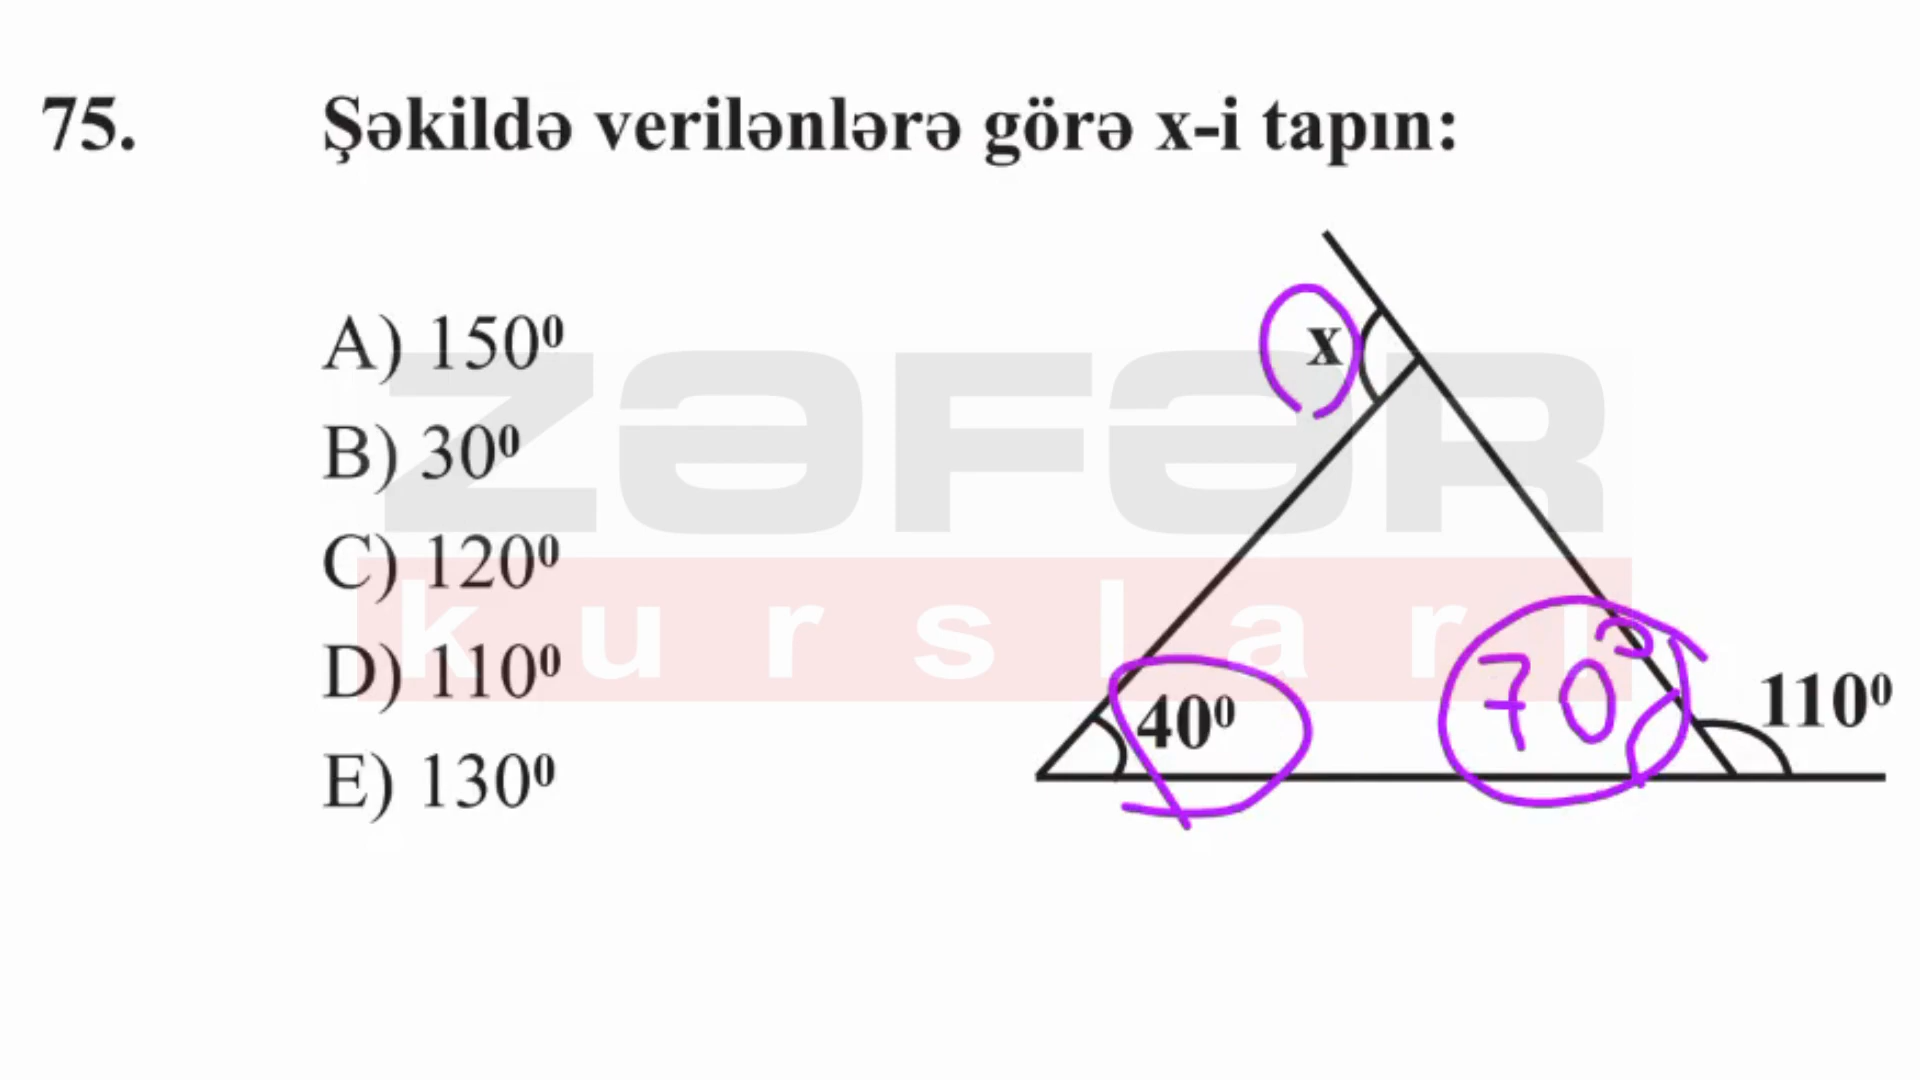 75. Şəkildə verilənlərə görə x-i tapın:
A) 150⁰
B) 30⁰
C) 120⁰
D) 110⁰
E) 130⁰
x
40⁰
70°
110⁰
ZƏFƏR
kursları